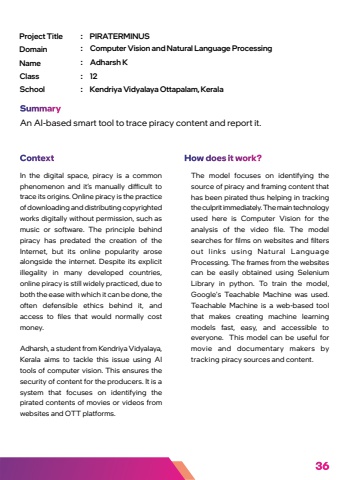 Project Title : PIRATERMINUS
Domain : Computer Vision and Natural Language Processing
Name : Adharsh K
Class : 12
School : Kendriya Vidyalaya Ottapalam, Kerala
Summary
An AI-based smart tool to trace piracy content and report it.
Context
In the digital space, piracy is a common
phenomenon and it's manually difficult to
trace its origins. Online piracy is the practice
of downloading and distributing copyrighted
works digitally without permission, such as
music or software. The principle behind
piracy has predated the creation of the
Internet, but its online popularity arose
alongside the internet. Despite its explicit
illegality in many developed countries,
online piracy is still widely practiced, due to
both the ease with which it can be done, the
often defensible ethics behind it, and
access to files that would normally cost
money.
Adharsh, a student from Kendriya Vidyalaya,
Kerala aims to tackle this issue using AI
tools of computer vision. This ensures the
security of content for the producers. It is a
system that focuses on identifying the
pirated contents of movies or videos from
websites and OTT platforms.
How does it work?
The model focuses on identifying the
source of piracy and framing content that
has been pirated thus helping in tracking
the culprit immediately. The main technology
used here is Computer Vision for the
analysis of the video file. The model
searches for films on websites and filters
out links using Natural Language
Processing. The frames from the websites
can be easily obtained using Selenium
Library in python. To train the model,
Google's Teachable Machine was used.
Teachable Machine is a web-based tool
that makes creating machine learning
models fast, easy, and accessible to
everyone. This model can be useful for
movie and documentary makers by
tracking piracy sources and content.
36